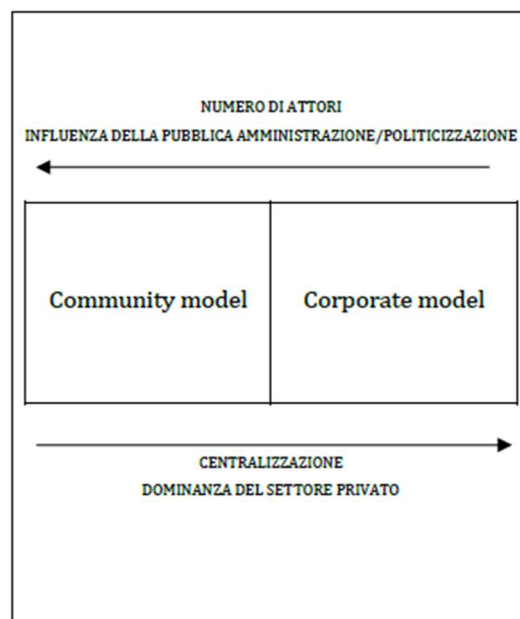 NUMERO DI ATTORI
INFLUENZA DELLA PUBBLICA AMMINISTRAZIONE/POLITICIZZAZIONE
Community model
Corporate model
CENTRALIZZAZIONE
DOMINANZA DEL SETTORE PRIVATO